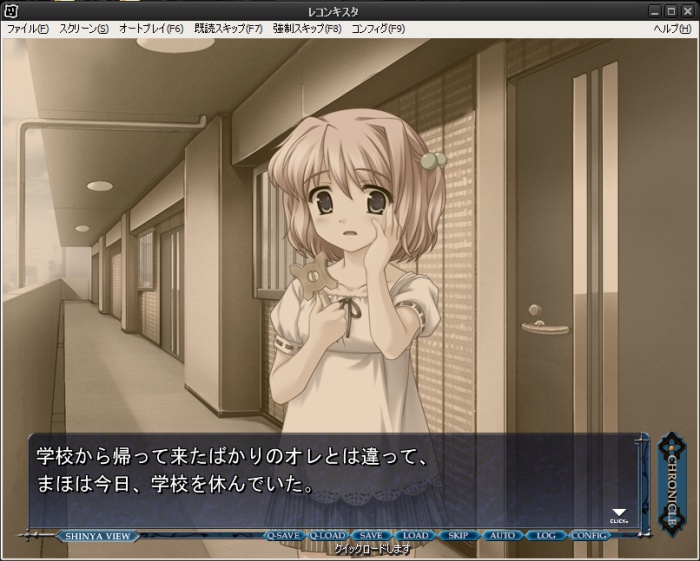 レコンキスタ
ファイル(F) スクリーン(S) オートプレイ(F6) 既読スキップ(F7) 強制スキップ(F8) コンフィグ(F9) ヘルプ(H)
学校から帰って来たばかりのオレとは違って、
まほは今日、学校を休んでいた。
CHRONICLE
CLICK.
SHINYA VIEW Q-SAVE Q-LOAD SAVE LOAD SKIP AUTO LOG CONFIG
クイックロードします